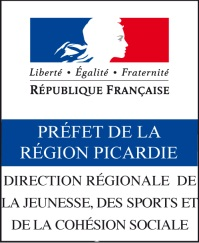 Liberté • Égalité • Fraternité
RÉPUBLIQUE FRANÇAISE
PRÉFET DE LA
RÉGION PICARDIE
DIRECTION RÉGIONALE DE
LA JEUNESSE, DES SPORTS ET
DE LA COHÉSION SOCIALE